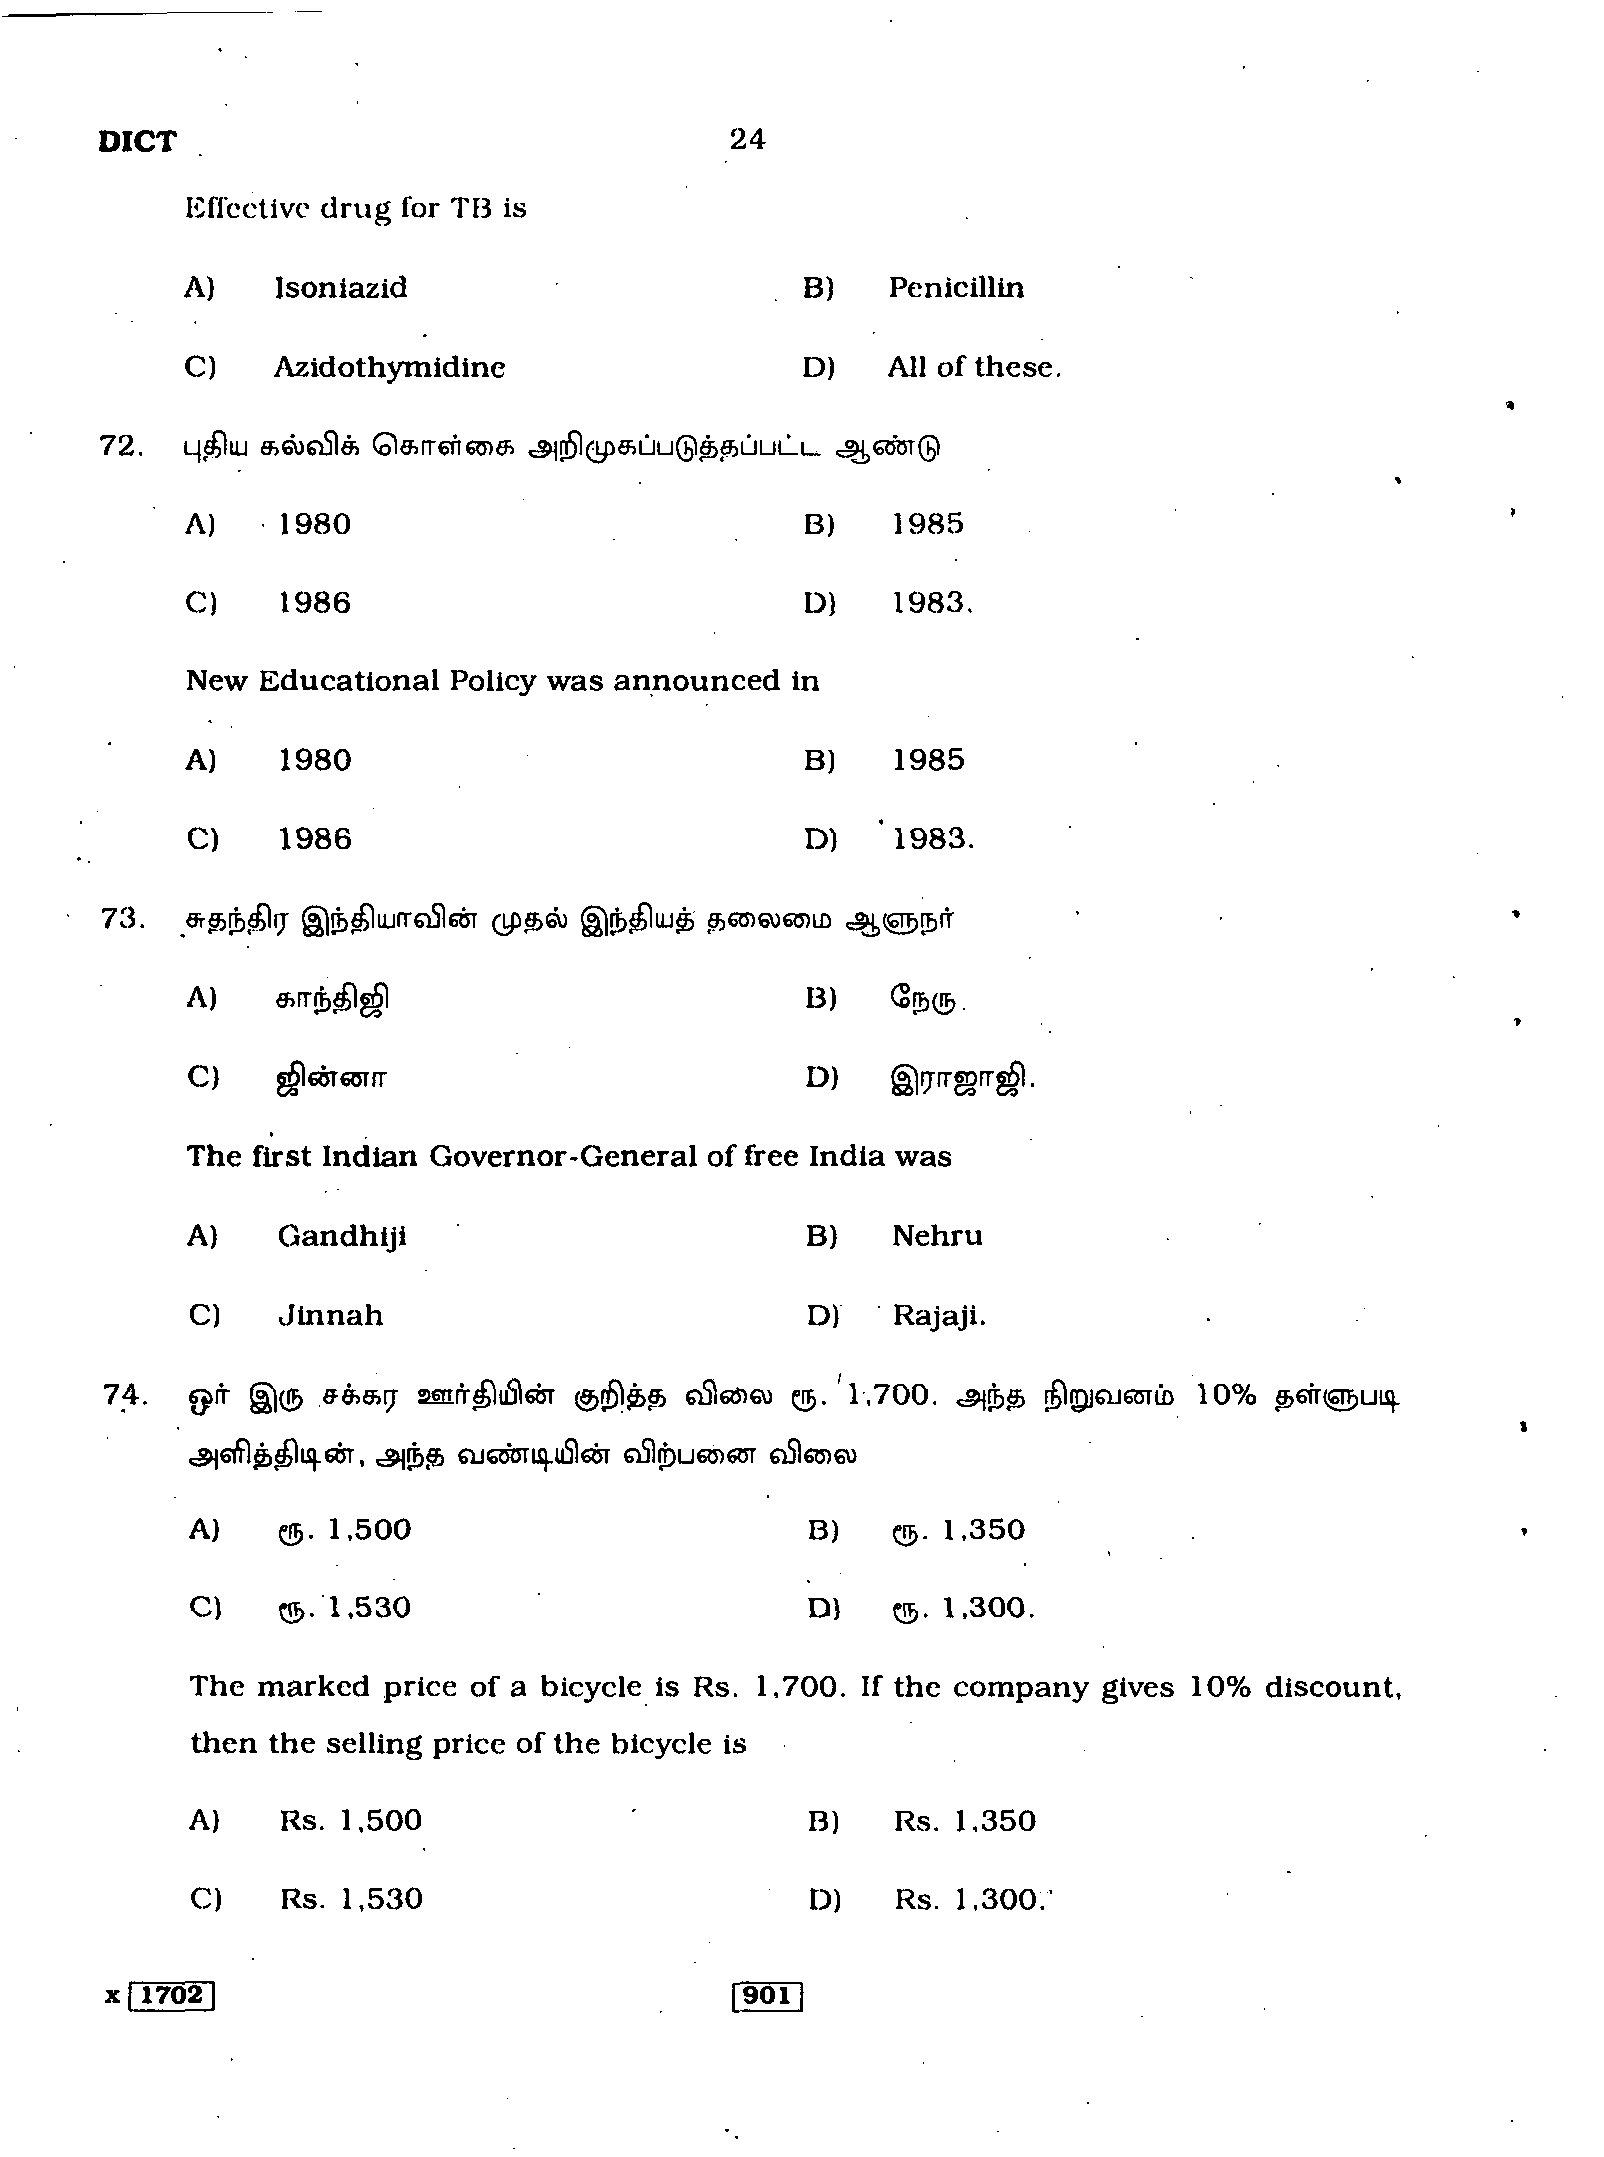 DICT 24
Effective drug for TB is
A) Isoniazid B) Penicillin
C) Azidothymidine D) All of these.
72. புதிய கல்விக் கொள்கை அறிமுகப்படுத்தப்பட்ட ஆண்டு
A) 1980 B) 1985
C) 1986 D) 1983.
New Educational Policy was announced in
A) 1980 B) 1985
C) 1986 D) 1983.
73. சுதந்திர இந்தியாவின் முதல் இந்தியத் தலைமை ஆளுநர்
A) காந்திஜி B) நேரு
C) ஜின்னா D) இராஜாஜி.
The first Indian Governor-General of free India was
A) Gandhiji B) Nehru
C) Jinnah D) Rajaji.
74. ஓர் இரு சக்கர ஊர்தியின் குறித்த விலை ரூ. 1,700. அந்த நிறுவனம் 10% தள்ளுபடி
அளித்திடின், அந்த வண்டியின் விற்பனை விலை
A) ரூ. 1,500 B) ரூ. 1,350
C) ரூ. 1,530 D) ரூ. 1,300.
The marked price of a bicycle is Rs. 1,700. If the company gives 10% discount,
then the selling price of the bicycle is
A) Rs. 1,500 B) Rs. 1,350
C) Rs. 1,530 D) Rs. 1,300.
x 1702 901